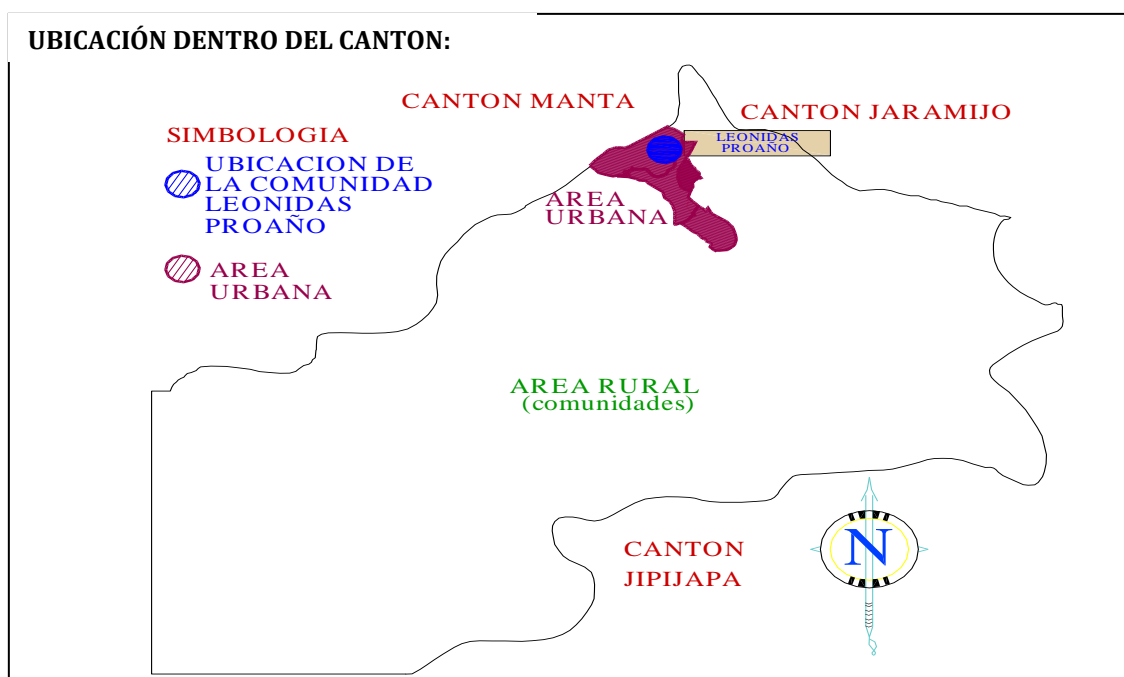 UBICACIÓN DENTRO DEL CANTON:
CANTON MANTA
CANTON JARAMIJO
SIMBOLOGIA
UBICACION DE
LA COMUNIDAD
LEONIDAS
PROAÑO
AREA
URBANA
LEONIDAS
PROAÑO
AREA
URBANA
AREA RURAL
(comunidades)
CANTON
JIPIJAPA
N